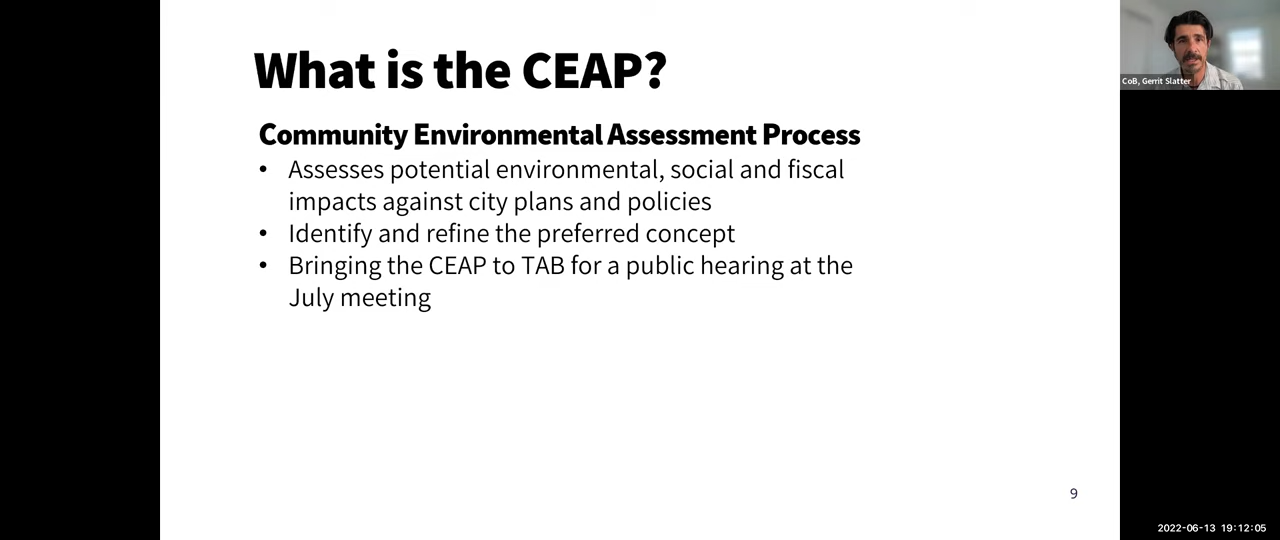 What is the CEAP?
Community Environmental Assessment Process
• Assesses potential environmental, social and fiscal
impacts against city plans and policies
• Identify and refine the preferred concept
• Bringing the CEAP to TAB for a public hearing at the
July meeting
9
CoB, Gerrit Slatter
2022-06-13 19:12:05